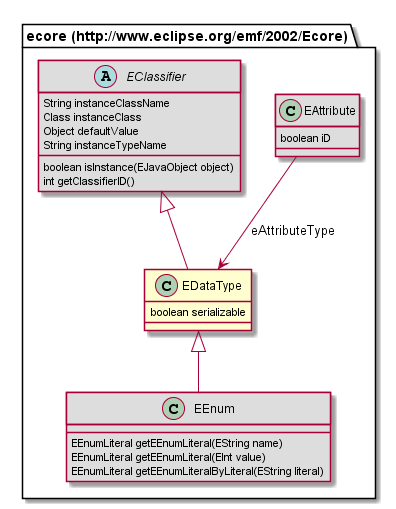 ecore (http://www.eclipse.org/emf/2002/Ecore)
A EClassifier
String instanceClassName
Class instanceClass
Object defaultValue
String instanceTypeName
boolean isInstance(EJavaObject object)
int getClassifierID()
C EAttribute
boolean iD
eAttributeType
C EDataType
boolean serializable
C EEnum
EEnumLiteral getEEnumLiteral(EString name)
EEnumLiteral getEEnumLiteral(EInt value)
EEnumLiteral getEEnumLiteralByLiteral(EString literal)